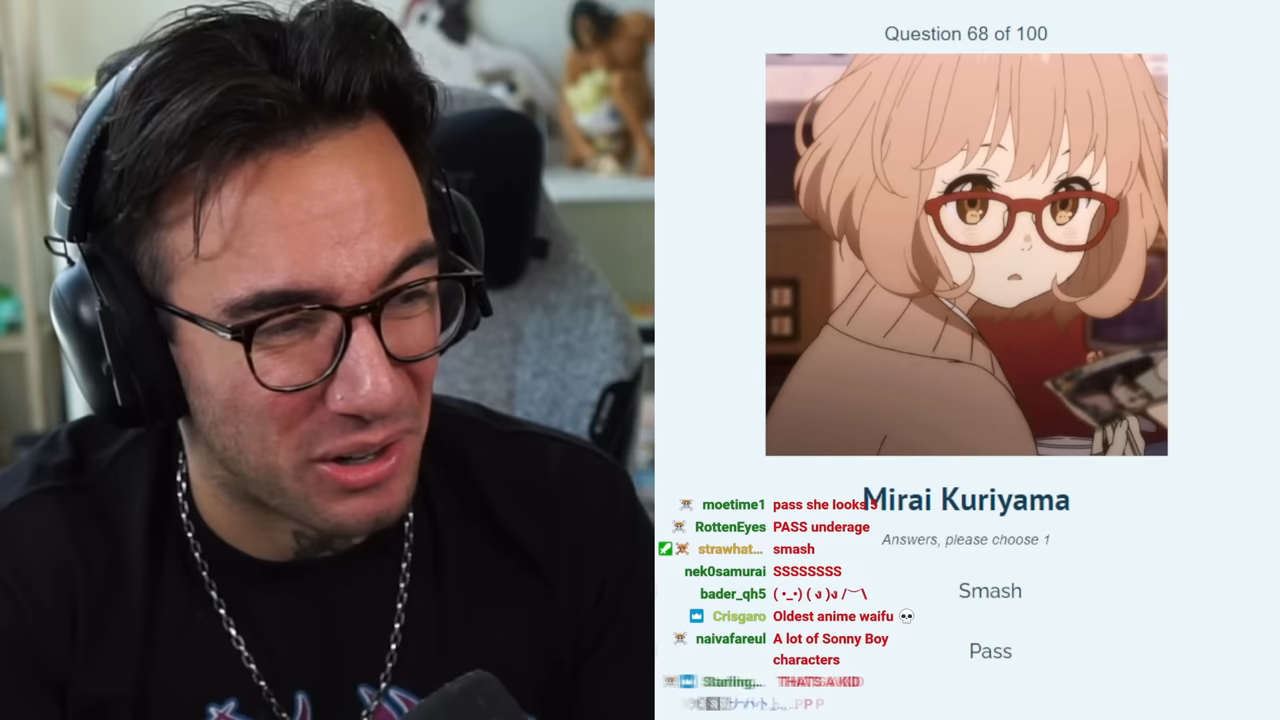 Question 68 of 100
Mirai Kuriyama
Answers, please choose 1
Smash
Pass
moetime1 pass she looks 5
RottenEyes PASS underage
strawhat... smash
nek0samurai SSSSSSSS
bader_qh5 ( •_•) ( ง )ง /︶\
Crisgaro Oldest anime waifu 💀
naivafareul A lot of Sonny Boy
characters
Starling... THATS A KID